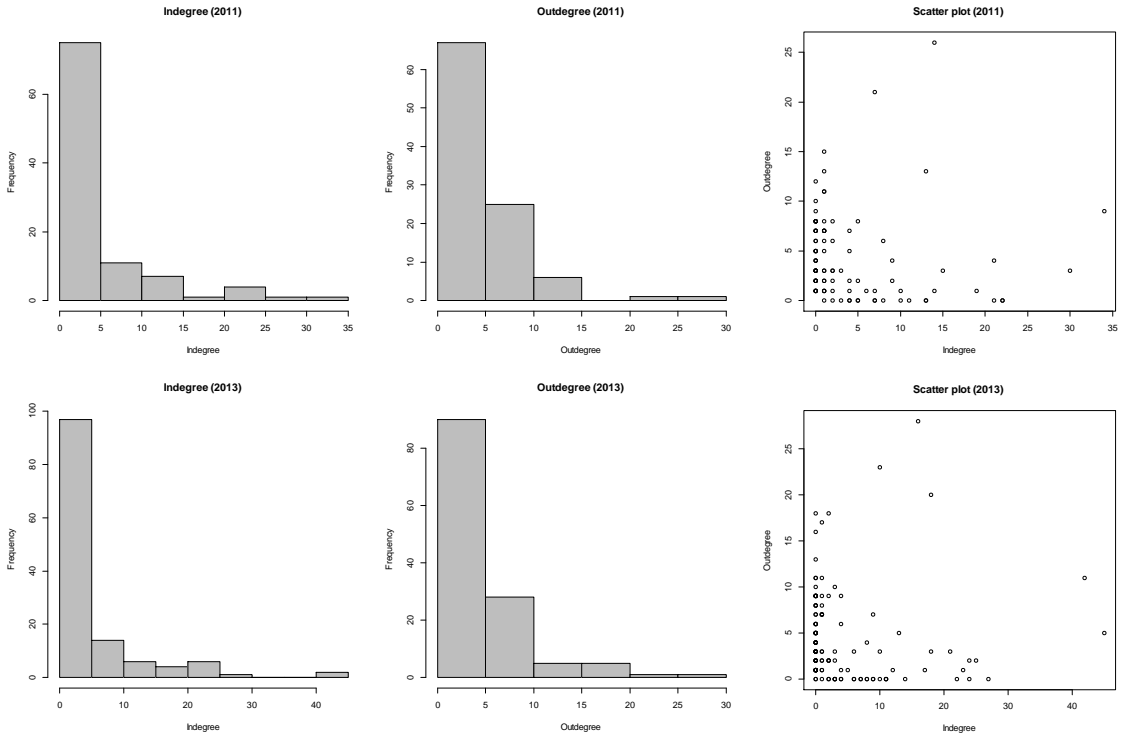 Indegree (2011)
Frequency
0 20 40 60
0 5 10 15 20 25 30 35
Indegree
Outdegree (2011)
Frequency
0 10 20 30 40 50 60
0 5 10 15 20 25 30
Outdegree
Scatter plot (2011)
Outdegree
0 5 10 15 20 25
0 5 10 15 20 25 30 35
Indegree
Indegree (2013)
Frequency
0 20 40 60 80 100
0 10 20 30 40
Indegree
Outdegree (2013)
Frequency
0 20 40 60 80
0 5 10 15 20 25 30
Outdegree
Scatter plot (2013)
Outdegree
0 5 10 15 20 25
0 10 20 30 40
Indegree